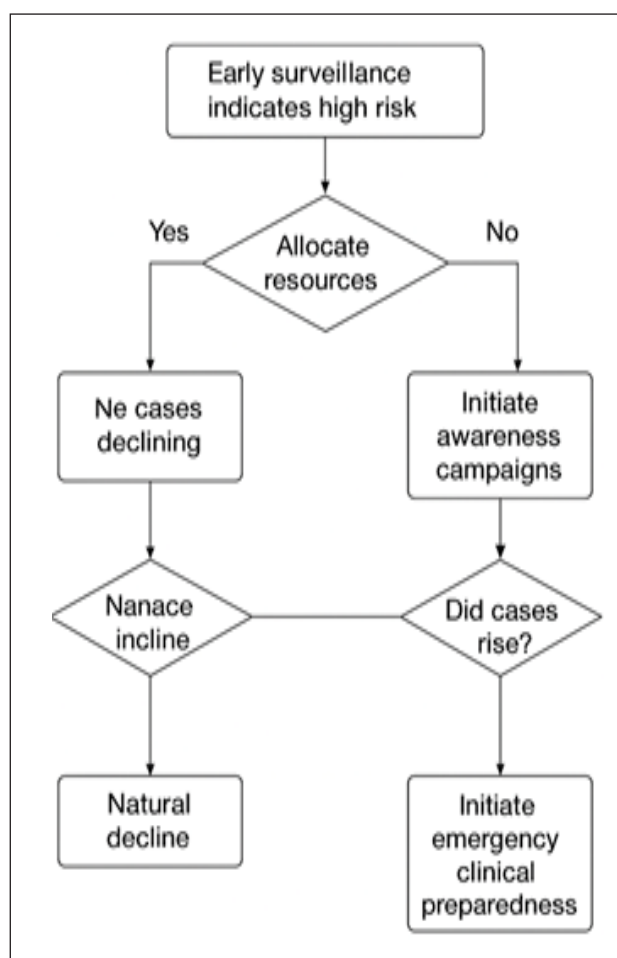 Early surveillance
indicates high risk
Yes
Allocate
resources
No
Ne cases
declining
Initiate
awareness
campaigns
Nanace
incline
Did cases
rise?
Natural
decline
Initiate
emergency
clinical
preparedness